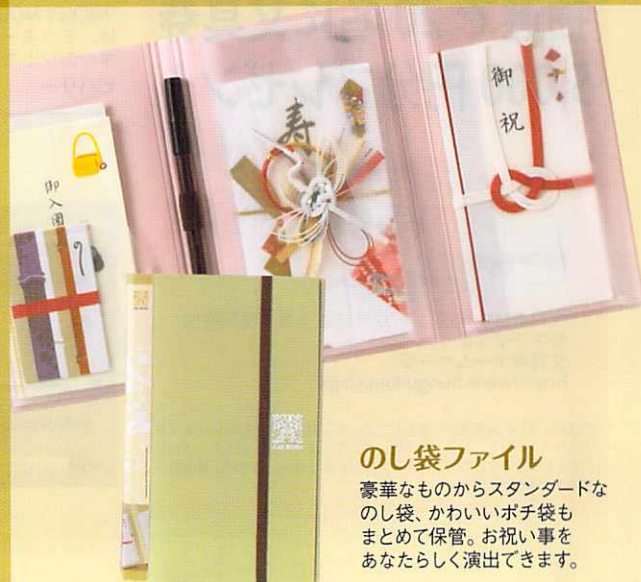 寿
御
祝
御入園
のし袋ファイル
豪華なものからスタンダードな
のし袋、かわいいポチ袋も
まとめて保管。お祝い事を
あなたらしく演出できます。